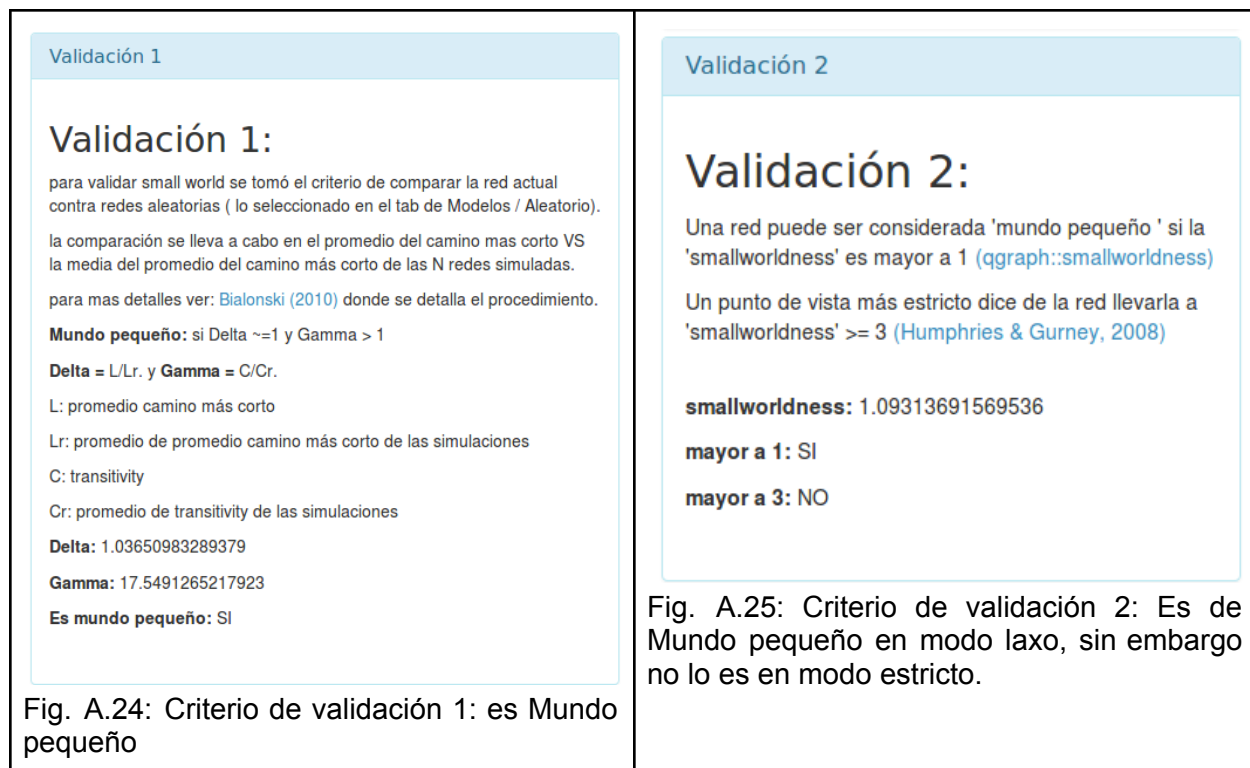 Validación 1
Validación 1:
para validar small world se tomó el criterio de comparar la red actual
contra redes aleatorias ( lo seleccionado en el tab de Modelos / Aleatorio).
la comparación se lleva a cabo en el promedio del camino mas corto VS
la media del promedio del camino más corto de las N redes simuladas.
para mas detalles ver: Bialonski (2010) donde se detalla el procedimiento.
Mundo pequeño: si Delta ~=1 y Gamma > 1
Delta = L/Lr. y Gamma = C/Cr.
L: promedio camino más corto
Lr: promedio de promedio camino más corto de las simulaciones
C: transitivity
Cr: promedio de transitivity de las simulaciones
Delta: 1.03650983289379
Gamma: 17.5491265217923
Es mundo pequeño: SI
Fig. A.24: Criterio de validación 1: es Mundo
pequeño
Validación 2
Validación 2:
Una red puede ser considerada 'mundo pequeño ' si la
'smallworldness' es mayor a 1 (qgraph::smallworldness)
Un punto de vista más estricto dice de la red llevarla a
'smallworldness' >= 3 (Humphries & Gurney, 2008)
smallworldness: 1.09313691569536
mayor a 1: SI
mayor a 3: NO
Fig. A.25: Criterio de validación 2: Es de
Mundo pequeño en modo laxo, sin embargo
no lo es en modo estricto.